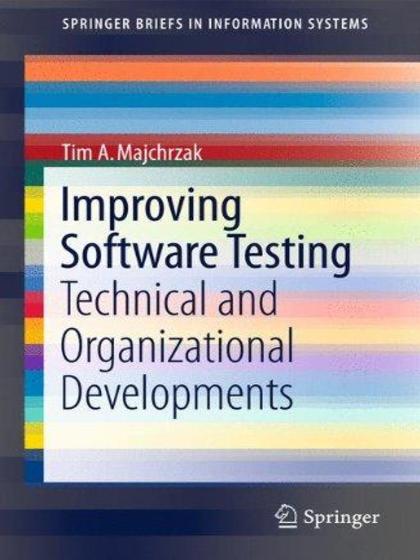 SPRINGER BRIEFS IN INFORMATION SYSTEMS
Tim A. Majchrzak
Improving
Software Testing
Technical and
Organizational
Developments
Springer